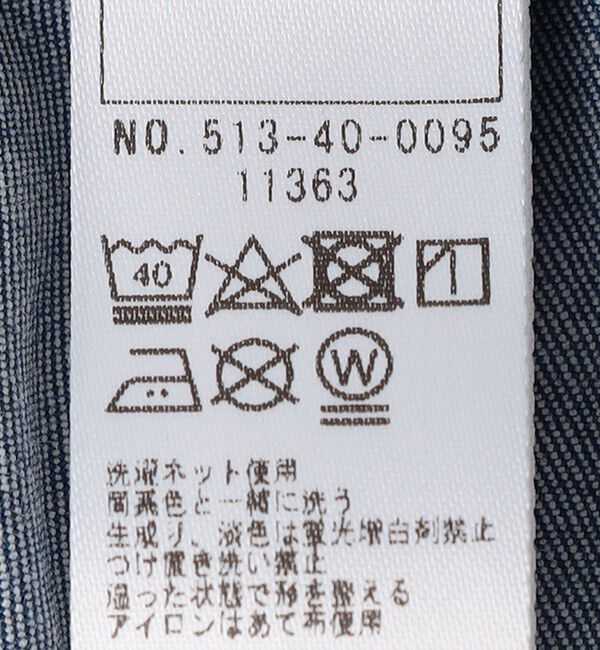 NO. 513-40-0095
11363
40
W
洗濯ネット使用
同系色と一緒に洗う
生成り、淡色は蛍光増白剤禁止
つけ置き洗い禁止
湿った状態で形を整える
アイロンはあて布使用